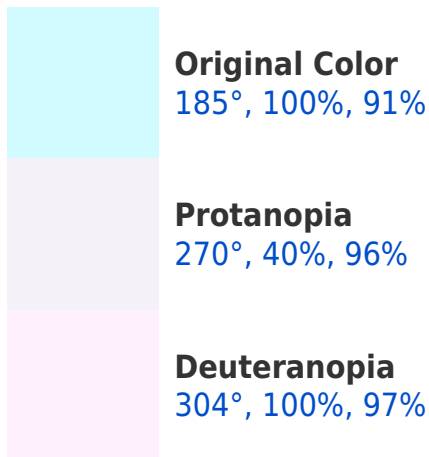 Original Color
185°, 100%, 91%
Protanopia
270°, 40%, 96%
Deuteranopia
304°, 100%, 97%